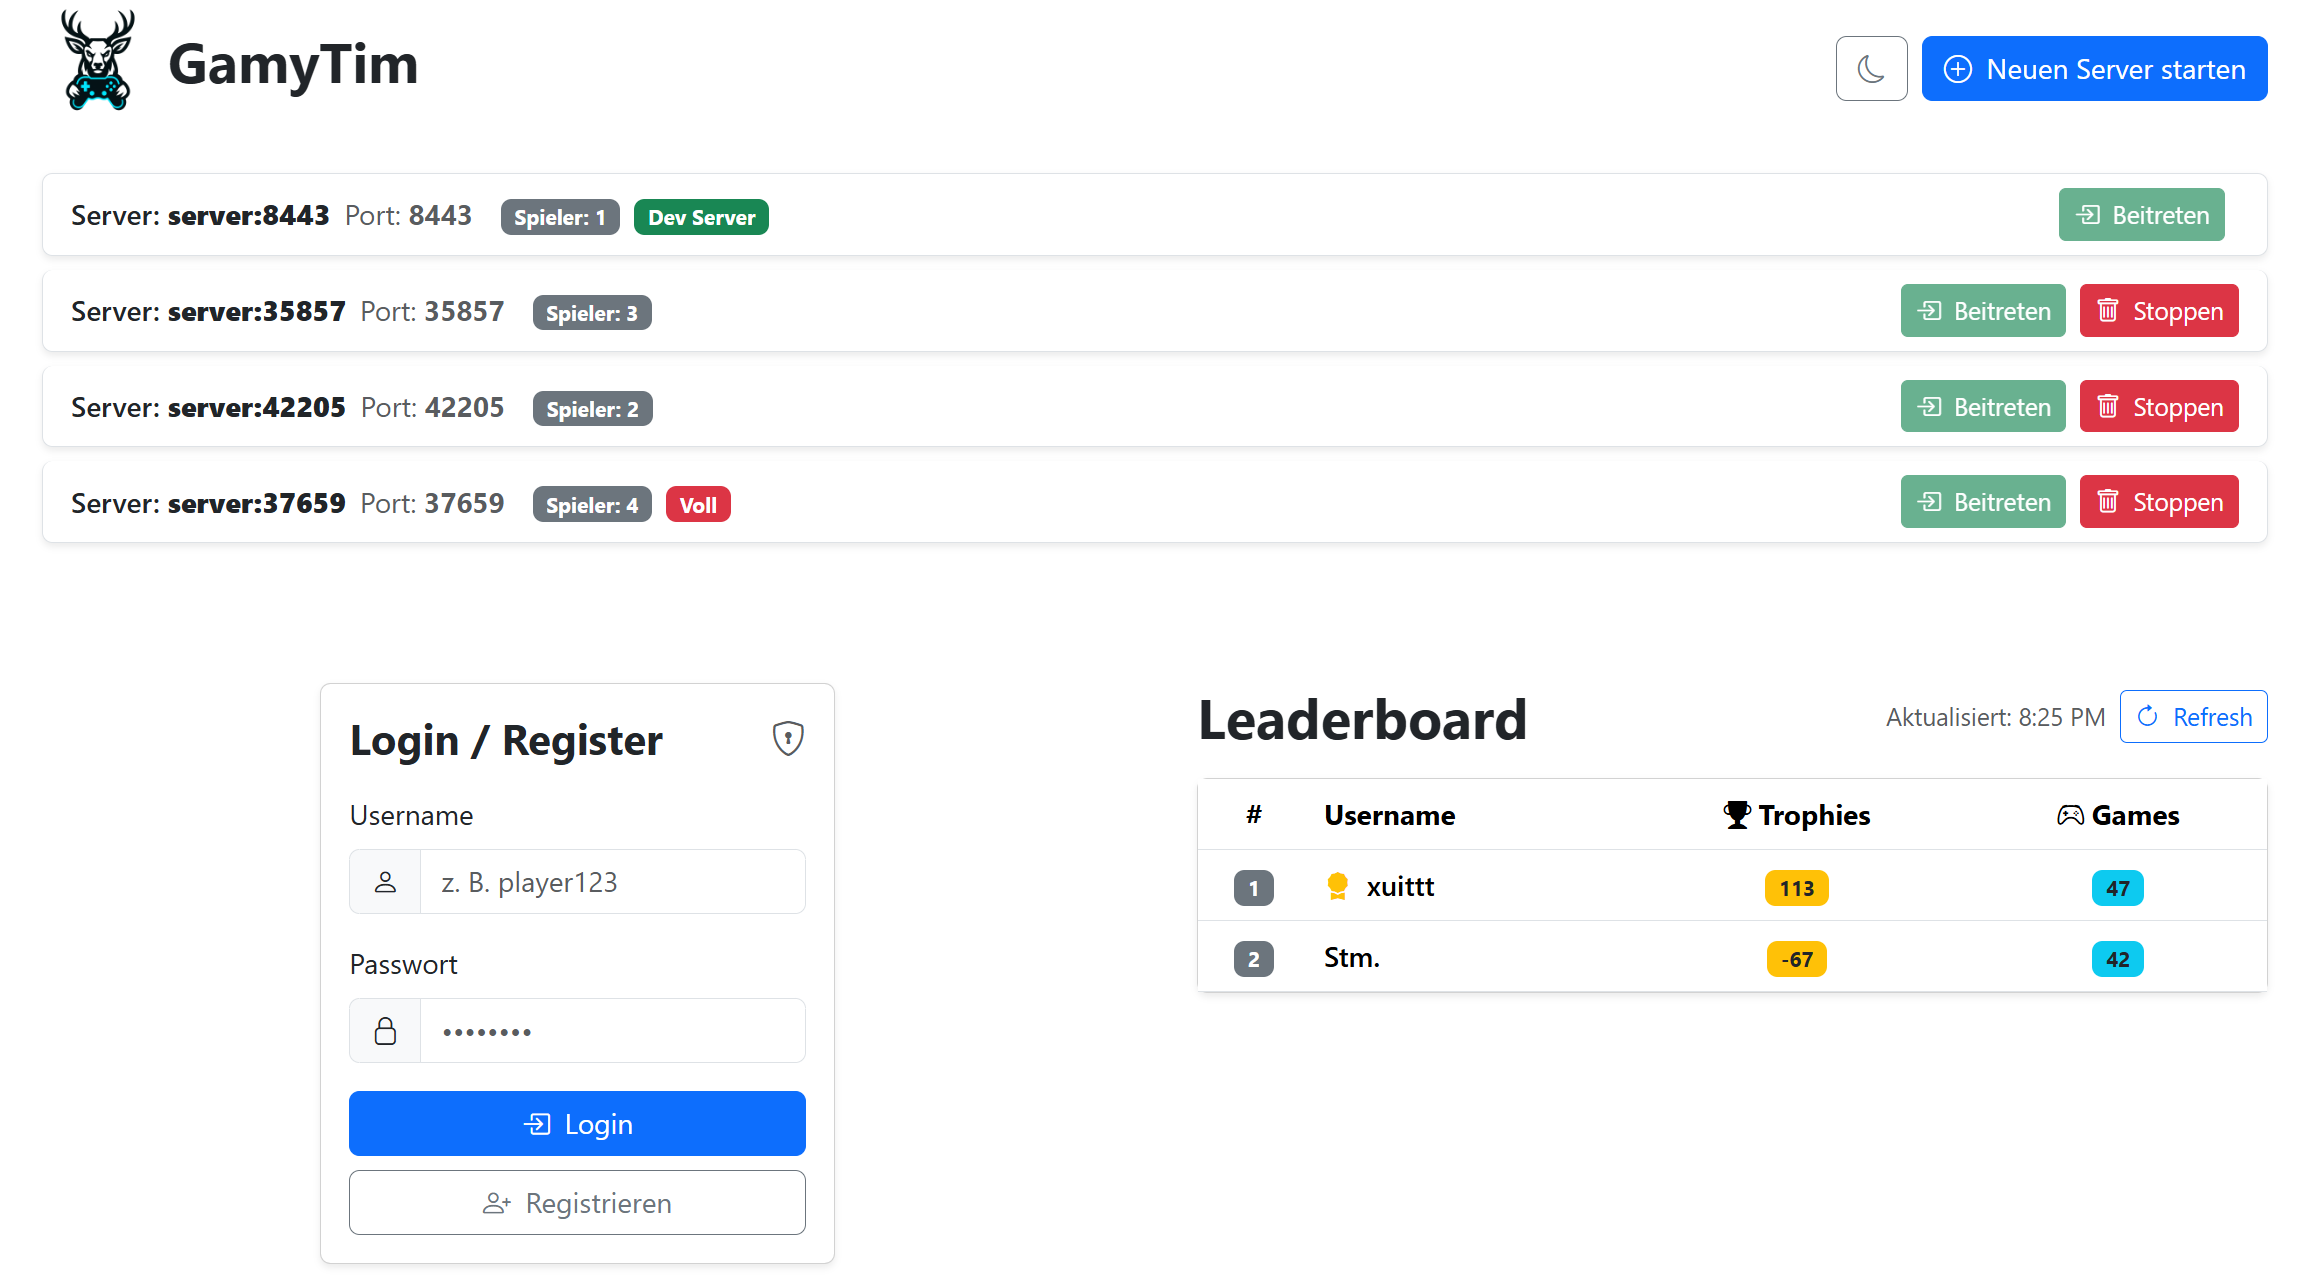 GamyTim
Neuen Server starten
Server: server:8443 Port: 8443 Spieler: 1 Dev Server Beitreten
Server: server:35857 Port: 35857 Spieler: 3 Beitreten Stoppen
Server: server:42205 Port: 42205 Spieler: 2 Beitreten Stoppen
Server: server:37659 Port: 37659 Spieler: 4 Voll Beitreten Stoppen
Login / Register
Username
z. B. player123
Passwort
••••••••
Login
Registrieren
Leaderboard
Aktualisiert: 8:25 PM Refresh
# Username Trophies Games
1 xuittt 113 47
2 Stm. -67 42